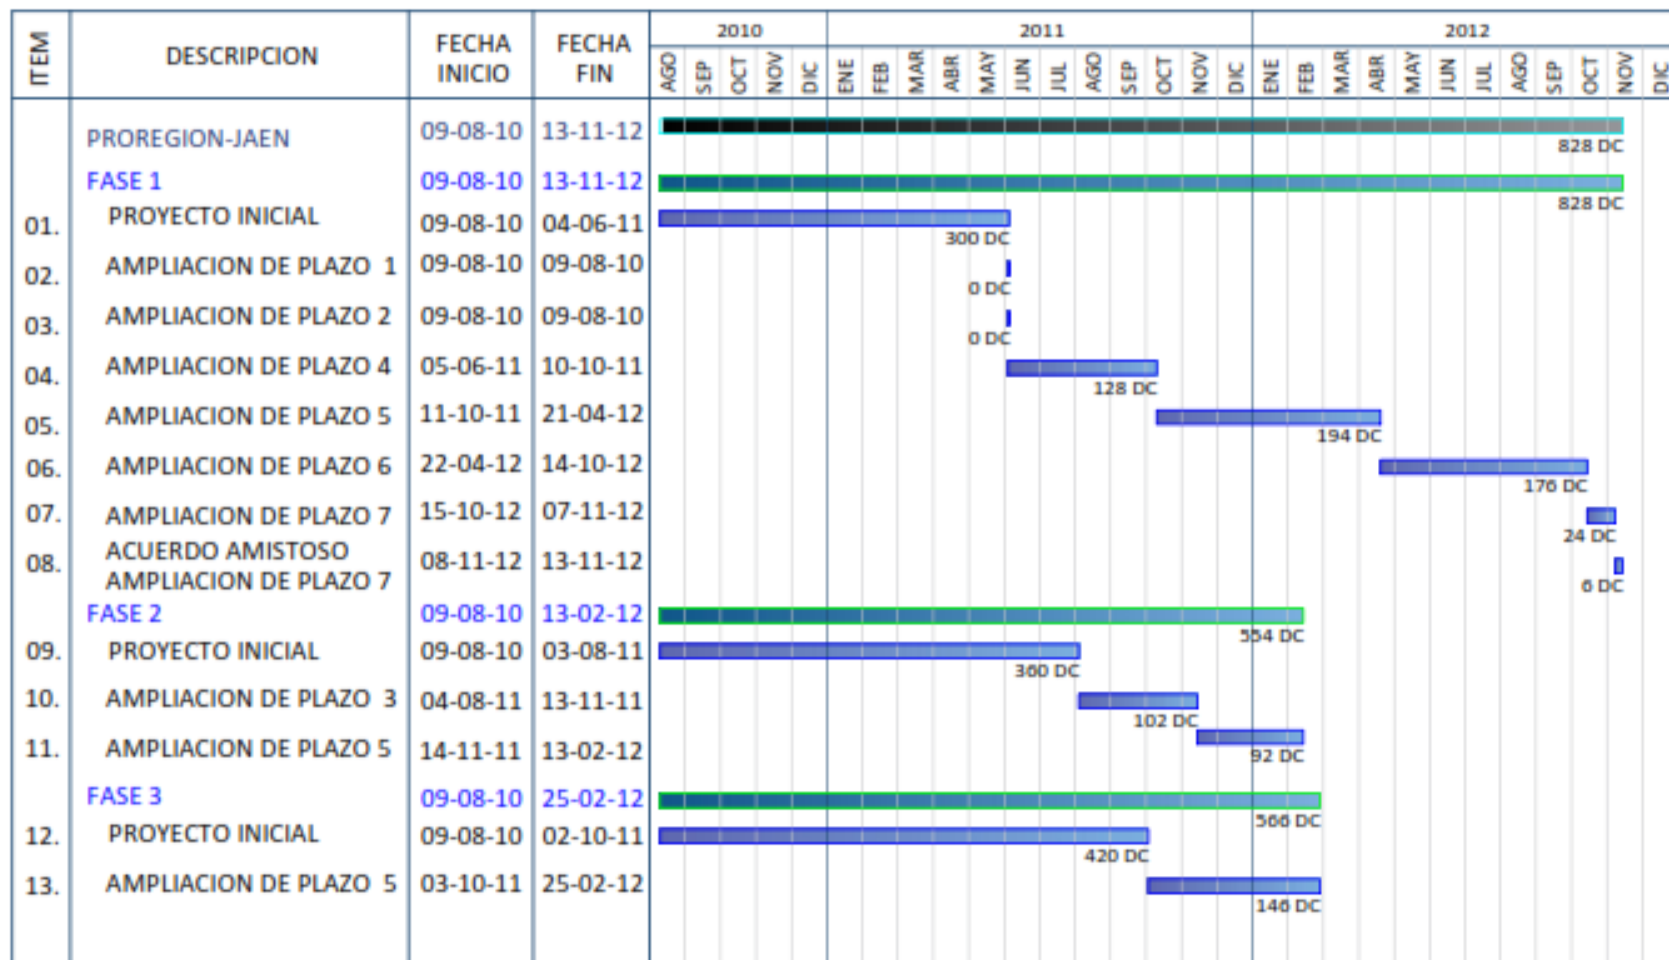 ITEM DESCRIPCION FECHA INICIO FECHA FIN 2010 2011 2012
AGO SEP OCT NOV DIC ENE FEB MAR ABR MAY JUN JUL AGO SEP OCT NOV DIC ENE FEB MAR ABR MAY JUN JUL AGO SEP OCT NOV DIC
PROREGION-JAEN 09-08-10 13-11-12
828 DC
FASE 1 09-08-10 13-11-12
828 DC
01. PROYECTO INICIAL 09-08-10 04-06-11
300 DC
02. AMPLIACION DE PLAZO 1 09-08-10 09-08-10
0 DC
03. AMPLIACION DE PLAZO 2 09-08-10 09-08-10
0 DC
04. AMPLIACION DE PLAZO 4 05-06-11 10-10-11
128 DC
05. AMPLIACION DE PLAZO 5 11-10-11 21-04-12
194 DC
06. AMPLIACION DE PLAZO 6 22-04-12 14-10-12
176 DC
07. AMPLIACION DE PLAZO 7 15-10-12 07-11-12
24 DC
08. ACUERDO AMISTOSO
AMPLIACION DE PLAZO 7 08-11-12 13-11-12
6 DC
FASE 2 09-08-10 13-02-12
554 DC
09. PROYECTO INICIAL 09-08-10 03-08-11
360 DC
10. AMPLIACION DE PLAZO 3 04-08-11 13-11-11
102 DC
11. AMPLIACION DE PLAZO 5 14-11-11 13-02-12
92 DC
FASE 3 09-08-10 25-02-12
566 DC
12. PROYECTO INICIAL 09-08-10 02-10-11
420 DC
13. AMPLIACION DE PLAZO 5 03-10-11 25-02-12
146 DC